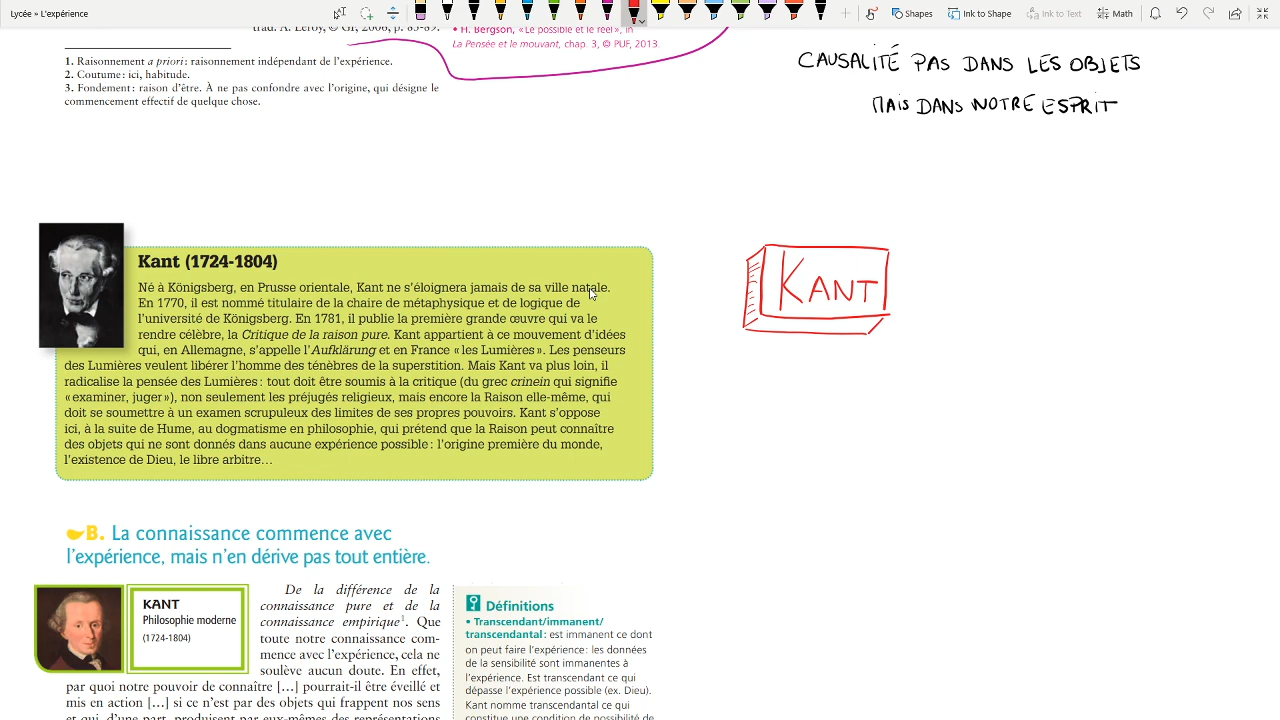 Lycée » L'expérience
Shapes
Ink to Shape
Ink to Text
Math
trad. A. Leroy, © GF, 2006, p. 85-89.
• H. Bergson, « Le possible et le réel », in
La Pensée et le mouvant, chap. 3, © PUF, 2013.
1. Raisonnement a priori : raisonnement indépendant de l'expérience.
2. Coutume : ici, habitude.
3. Fondement : raison d'être. À ne pas confondre avec l'origine, qui désigne le
commencement effectif de quelque chose.
CAUSALITÉ PAS DANS LES OBJETS
MAIS DANS NOTRE ESPRIT
Kant (1724-1804)
Né à Königsberg, en Prusse orientale, Kant ne s'éloignera jamais de sa ville natale.
En 1770, il est nommé titulaire de la chaire de métaphysique et de logique de
l'université de Königsberg. En 1781, il publie la première grande œuvre qui va le
rendre célèbre, la Critique de la raison pure. Kant appartient à ce mouvement d'idées
qui, en Allemagne, s'appelle l'Aufklärung et en France « les Lumières ». Les penseurs
des Lumières veulent libérer l'homme des ténèbres de la superstition. Mais Kant va plus loin, il
radicalise la pensée des Lumières : tout doit être soumis à la critique (du grec crinein qui signifie
« examiner, juger »), non seulement les préjugés religieux, mais encore la Raison elle-même, qui
doit se soumettre à un examen scrupuleux des limites de ses propres pouvoirs. Kant s'oppose
ici, à la suite de Hume, au dogmatisme en philosophie, qui prétend que la Raison peut connaître
des objets qui ne sont donnés dans aucune expérience possible : l'origine première du monde,
l'existence de Dieu, le libre arbitre...
KANT
B. La connaissance commence avec
l'expérience, mais n'en dérive pas tout entière.
KANT
Philosophie moderne
(1724-1804)
De la différence de la
connaissance pure et de la
connaissance empirique1. Que
toute notre connaissance com-
mence avec l'expérience, cela ne
soulève aucun doute. En effet,
par quoi notre pouvoir de connaître [...] pourrait-il être éveillé et
mis en action [...] si ce n'est par des objets qui frappent nos sens
et qui, d'une part, produisent par eux-mêmes des représentations
Définitions
• Transcendant/immanent/
transcendantal : est immanent ce dont
on peut faire l'expérience : les données
de la sensibilité sont immanentes à
l'expérience. Est transcendant ce qui
dépasse l'expérience possible (ex. Dieu).
Kant nomme transcendantal ce qui
constitue une condition de possibilité de